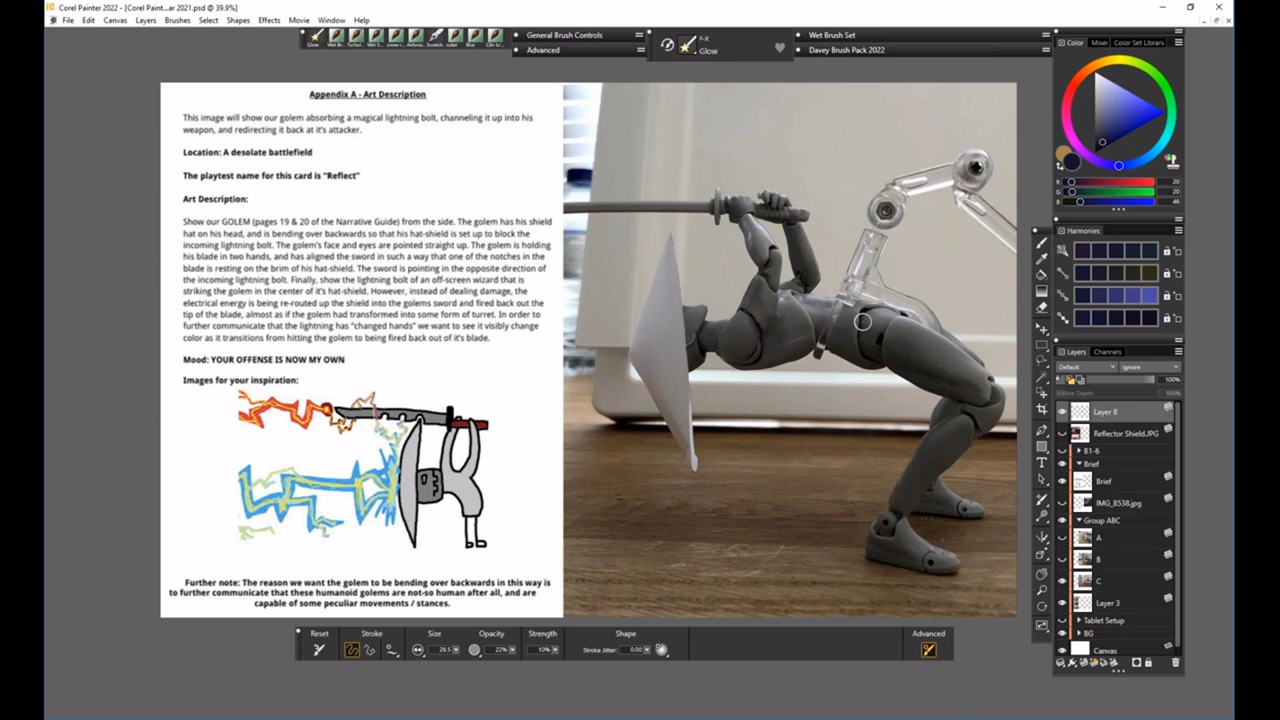 Corel Painter 2022 - [Corel Paint...ar 2021.psd @ 39.9%]
File Edit Canvas Layers Brushes Select Shapes Effects Movie Window Help
Glow
General Brush Controls
Advanced
F-X
Glow
Wet Brush Set
Davey Brush Pack 2022
Color Mixer Color Set Librari
R 20
G 20
B 46
Harmonies
Layers Channels
Default Ignore
100%
Layer 8
Reflector Shield.JPG
B1-6
Brief
Brief
IMG_8538.jpg
Group ABC
A
B
C
Layer 3
Tablet Setup
BG
Canvas
Appendix A - Art Description
This image will show our golem absorbing a magical lightning bolt, channeling it up into his
weapon, and redirecting it back at it's attacker.
Location: A desolate battlefield
The playtest name for this card is "Reflect"
Art Description:
Show our GOLEM (pages 19 & 20 of the Narrative Guide) from the side. The golem has his shield
hat on his head, and is bending over backwards so that his hat-shield is set up to block the
incoming lightning bolt. The golem's face and eyes are pointed straight up. The golem is holding
his blade in two hands, and has aligned the sword in such a way that one of the notches in the
blade is resting on the brim of his hat-shield. The sword is pointing in the opposite direction of
the incoming lightning bolt. Finally, show the lightning bolt of an off-screen wizard that is
striking the golem in the center of it's hat-shield. However, instead of dealing damage, the
electrical energy is being re-routed up the shield into the golems sword and fired back out the
tip of the blade, almost as if the golem had transformed into some form of turret. In order to
further communicate that the lightning has "changed hands" we want to see it visibly change
color as it transitions from hitting the golem to being fired back out of it's blade.
Mood: YOUR OFFENSE IS NOW MY OWN
Images for your inspiration:
Further note: The reason we want the golem to be bending over backwards in this way is
to further communicate that these humanoid golems are not-so human after all, and are
capable of some peculiar movements / stances.
Reset Stroke Size Opacity Strength Shape Advanced
29.5 22% 10% Stroke Jitter: 0.00